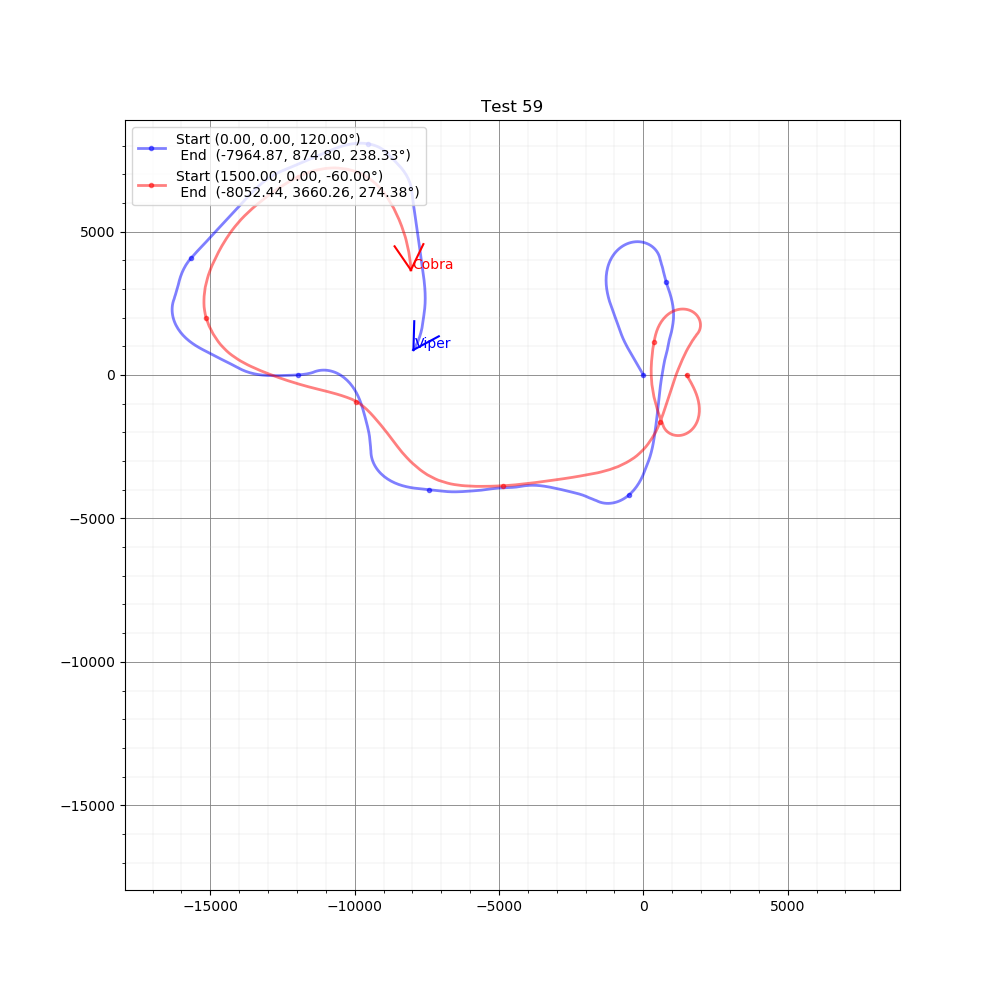 Test 59
Start (0.00, 0.00, 120.00°)
End (-7964.87, 874.80, 238.33°)
Start (1500.00, 0.00, -60.00°)
End (-8052.44, 3660.26, 274.38°)
Cobra
Viper
5000
0
−5000
−10000
−15000
−15000
−10000
−5000
0
5000